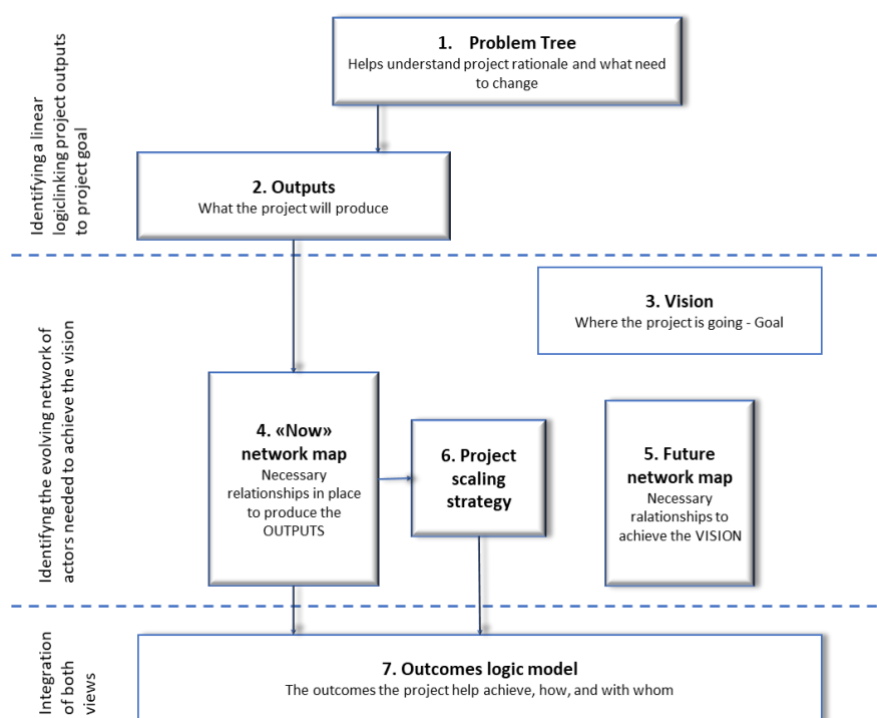 1. Problem Tree
Helps understand project rationale and what need
to change
Identifying a linear
logiclinking project outputs
to project goal
2. Outputs
What the project will produce
3. Vision
Where the project is going - Goal
Identifyng the evolving network of
actors needed to achieve the vision
4. «Now»
network map
Necessary
relationships in place
to produce the
OUTPUTS
6. Project
scaling
strategy
5. Future
network map
Necessary
ralationships to
achieve the VISION
Integration
of both
views
7. Outcomes logic model
The outcomes the project help achieve, how, and with whom